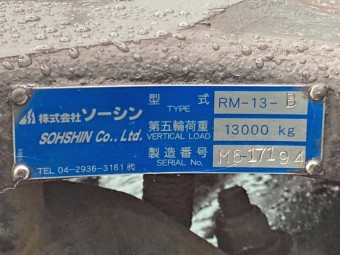 株式会社 ソーシン
SOHSHIN Co., Ltd.
TEL 04-2936-3161 代
型 式 RM-13-B
TYPE
第五輪荷重 13000 kg
VERTICAL LOAD
製造番号 M6-17194
SERIAL No.